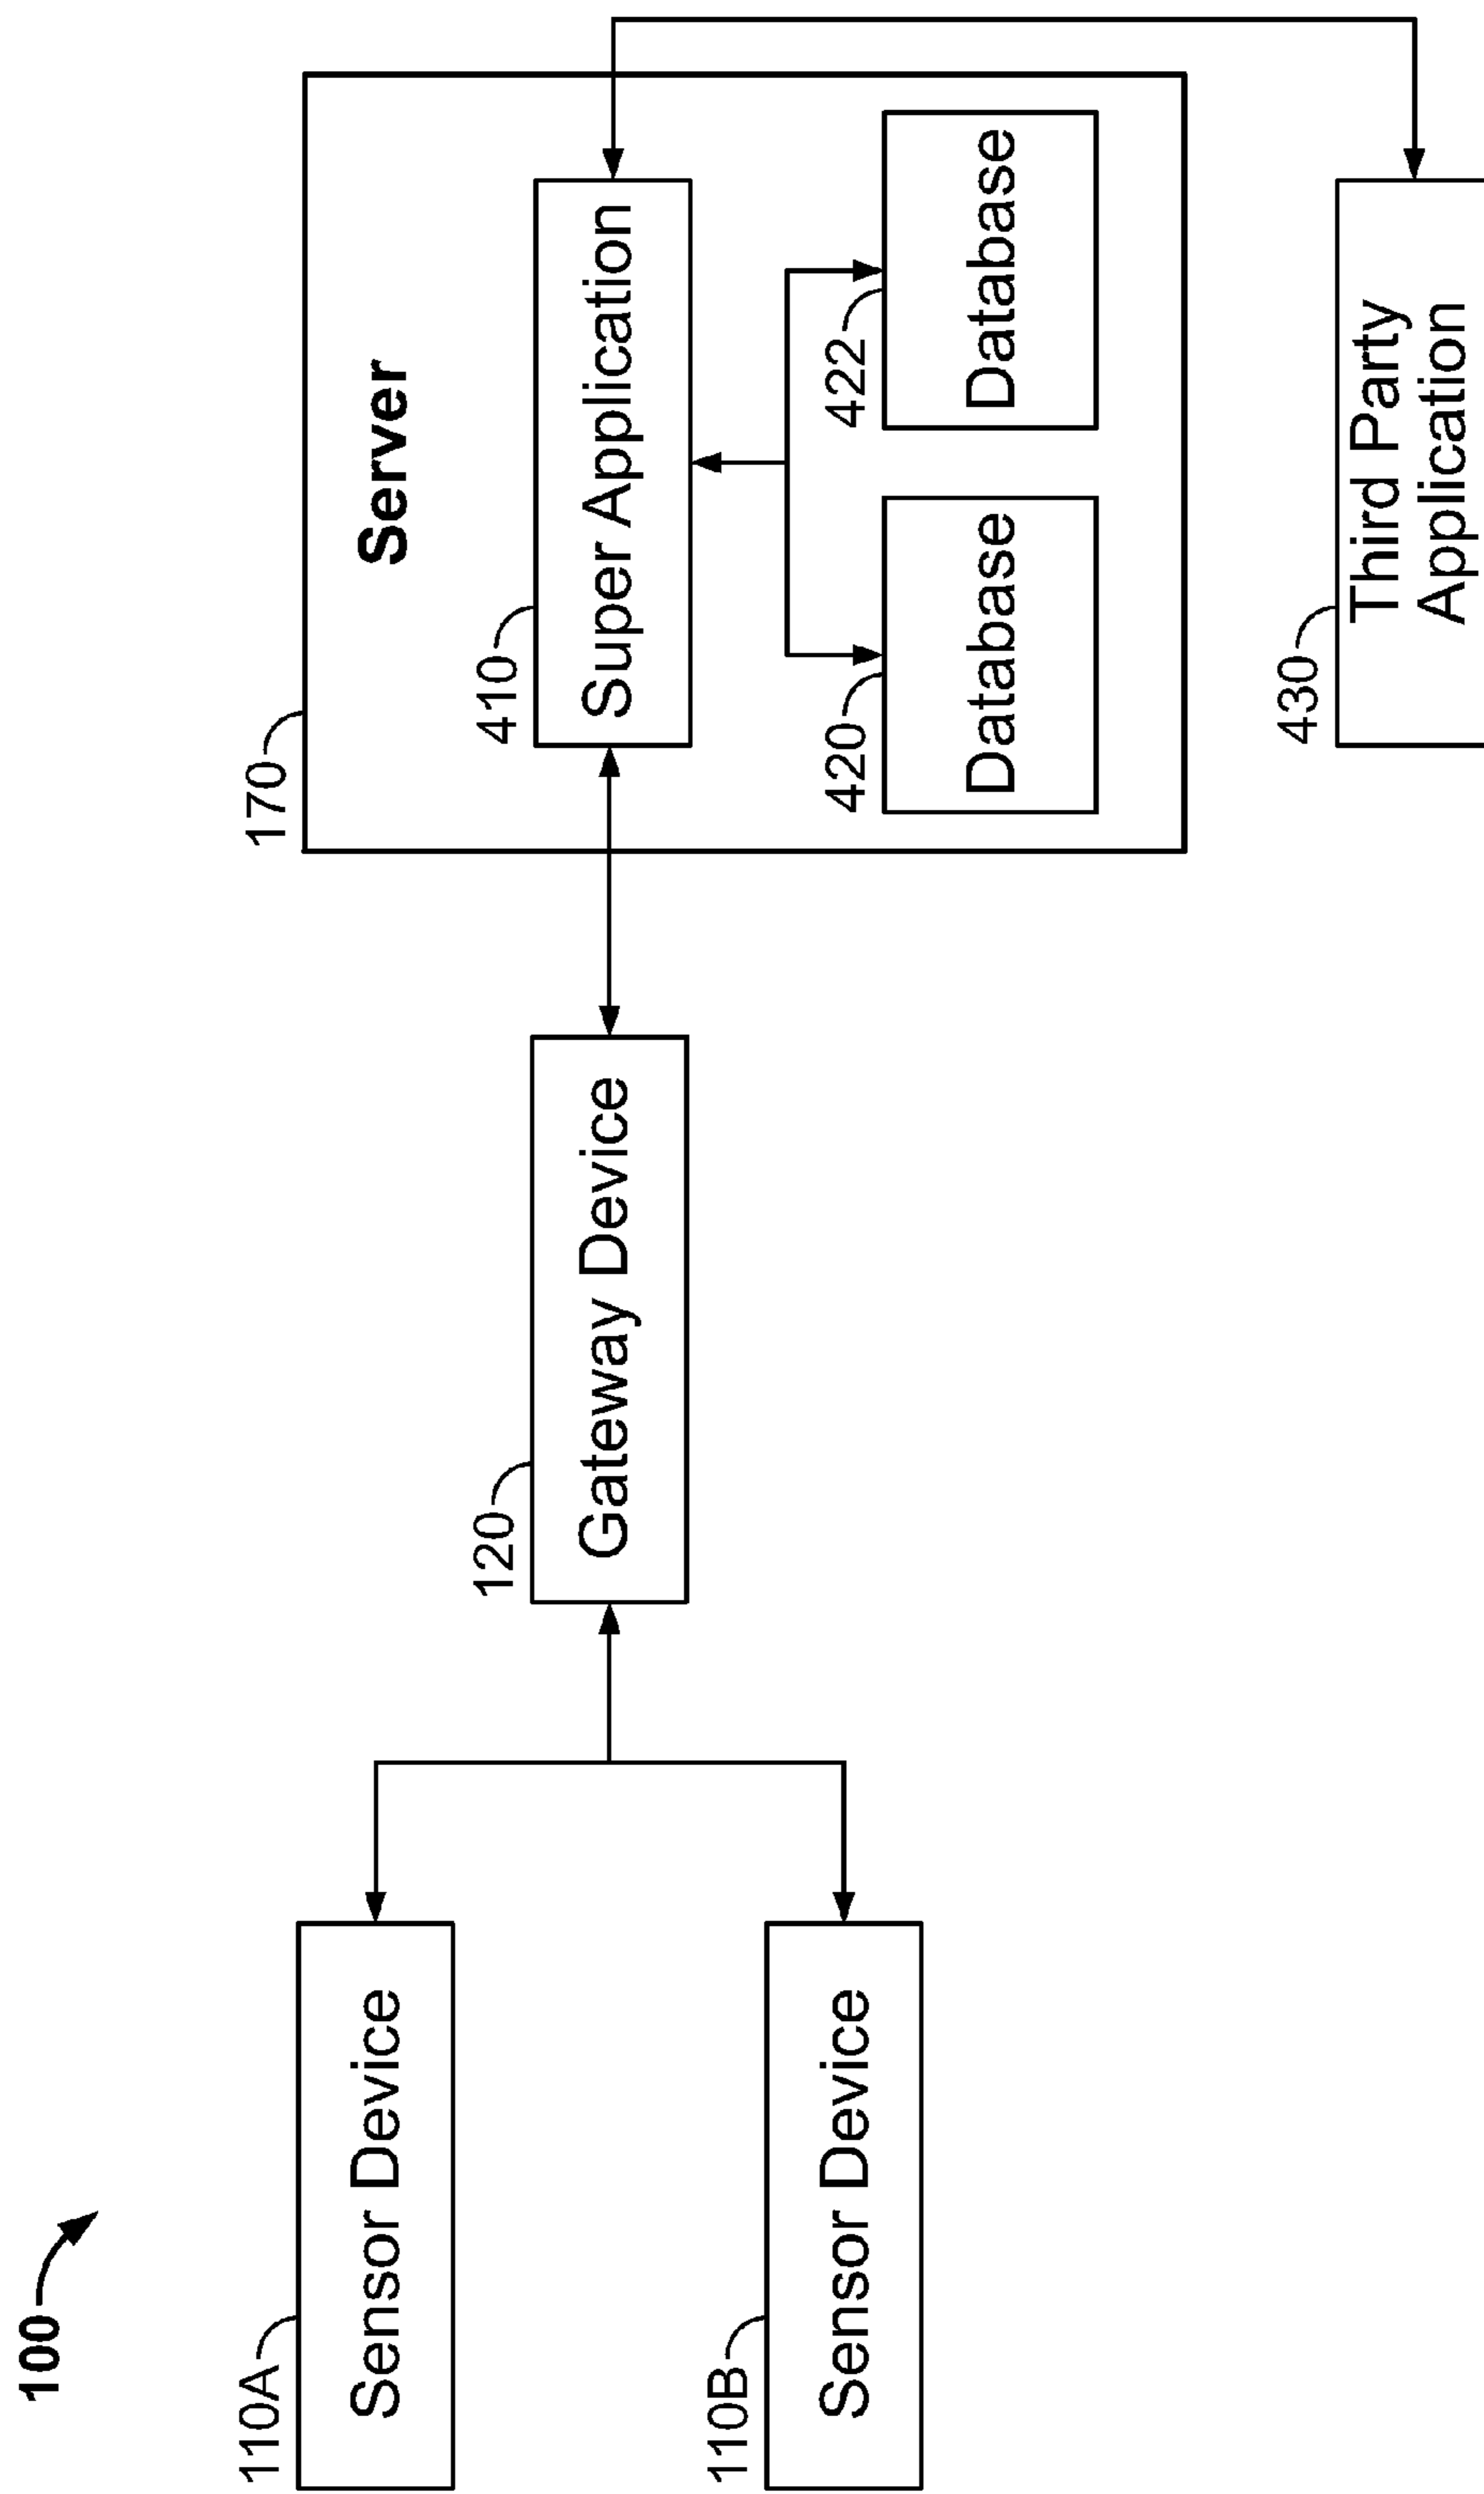 100
110A
Sensor Device
110B
Sensor Device
120
Gateway Device
170
Server
410
Super Application
420
Database
422
Database
430
Third Party
Application